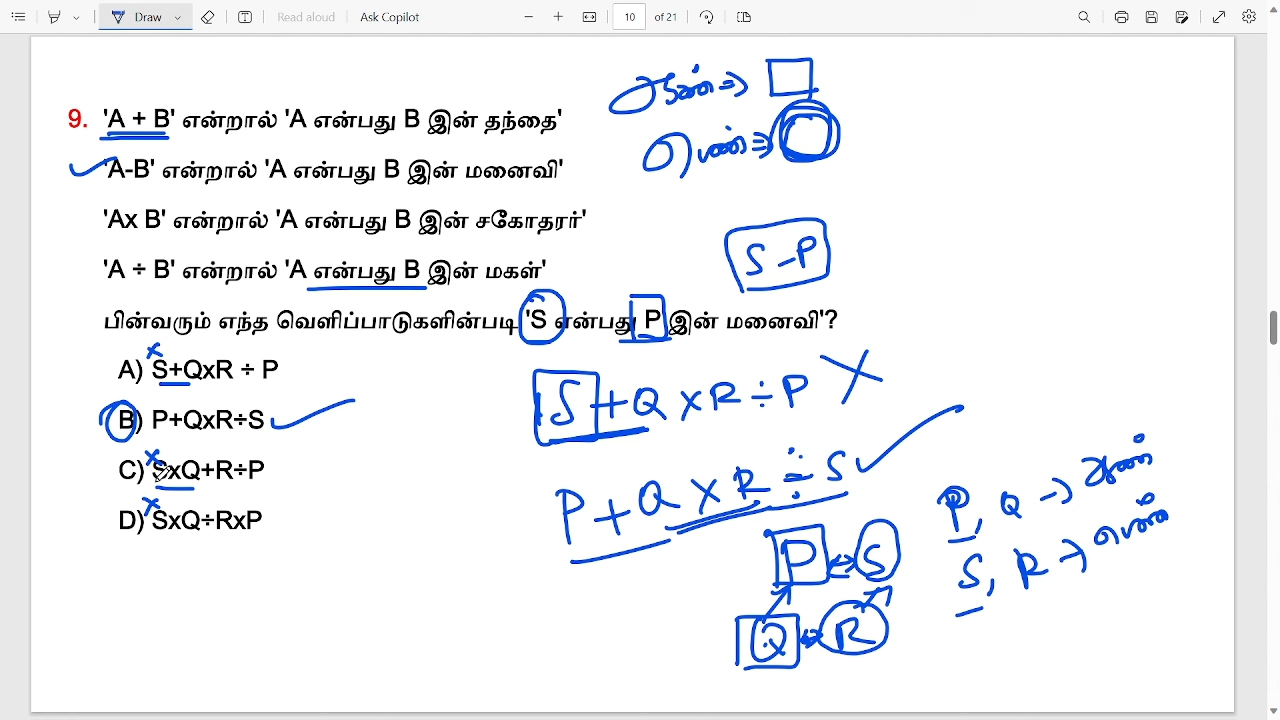 Draw
Read aloud
Ask Copilot
10 of 21
9. 'A + B' என்றால் 'A என்பது B இன் தந்தை'
'A-B' என்றால் 'A என்பது B இன் மனைவி'
'Ax B' என்றால் 'A என்பது B இன் சகோதரர்'
'A ÷ B' என்றால் 'A என்பது B இன் மகள்'
பின்வரும் எந்த வெளிப்பாடுகளின்படி 'S என்பது P இன் மனைவி'?
A) S+QxR ÷ P
B) P+QxR÷S
C) SxQ+R÷P
D) SxQ÷RxP
ஆண் ⇒
பெண் ⇒
S - P
S + Q x R ÷ P X
P + Q x R ÷ S
P ↔ S
Q ↔ R
P, Q → ஆண்
S, R → பெண்